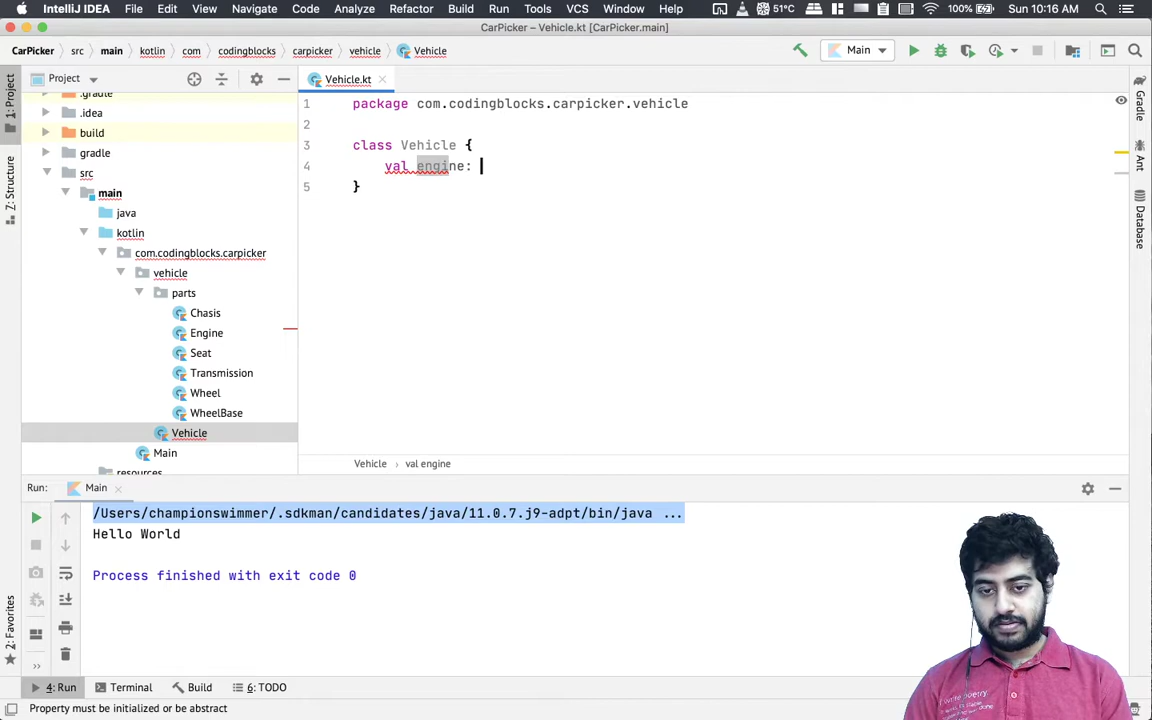 IntelliJ IDEA File Edit View Navigate Code Analyze Refactor Build Run Tools VCS Window Help 51°C 100% Sun 10:16 AM
CarPicker – Vehicle.kt [CarPicker.main]
CarPicker src main kotlin com codingblocks carpicker vehicle Vehicle Main
Project Vehicle.kt
1: Project
Z: Structure
2: Favorites
Gradle
Ant
Database
.gradle
.idea
build
gradle
src
main
java
kotlin
com.codingblocks.carpicker
vehicle
parts
Chasis
Engine
Seat
Transmission
Wheel
WheelBase
Vehicle
Main
resources
1 package com.codingblocks.carpicker.vehicle
2
3 class Vehicle {
4 val engine:
5 }
Vehicle › val engine
Run: Main
/Users/championswimmer/.sdkman/candidates/java/11.0.7.j9-adpt/bin/java ...
Hello World
Process finished with exit code 0
4: Run Terminal Build 6: TODO
Property must be initialized or be abstract